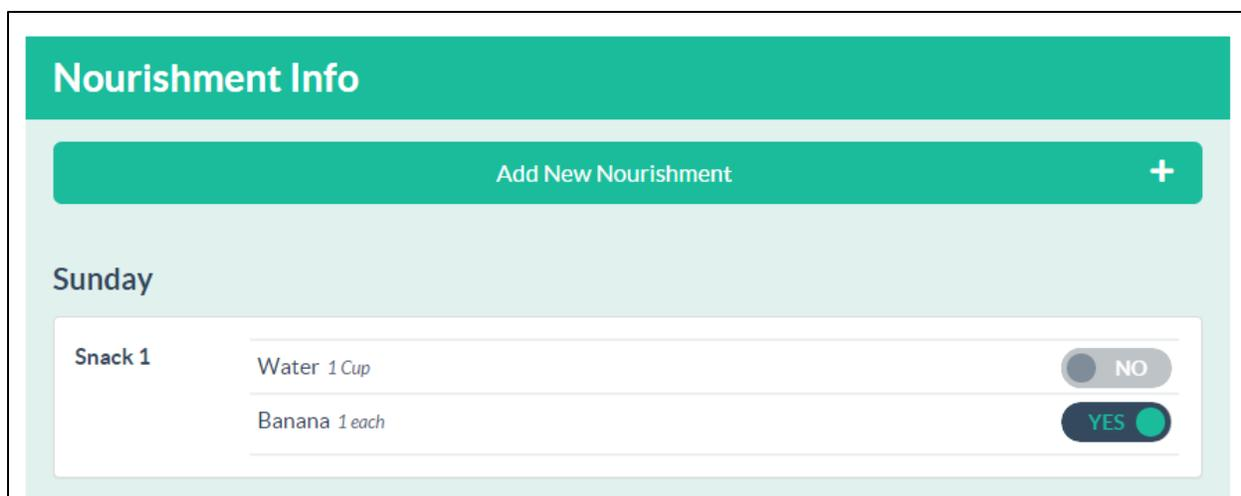 Nourishment Info
Add New Nourishment +
Sunday
Snack 1
Water 1 Cup NO
Banana 1 each YES